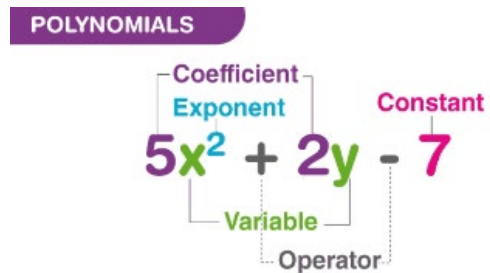 POLYNOMIALS
Coefficient
Exponent
Constant
5x² + 2y - 7
Variable
Operator